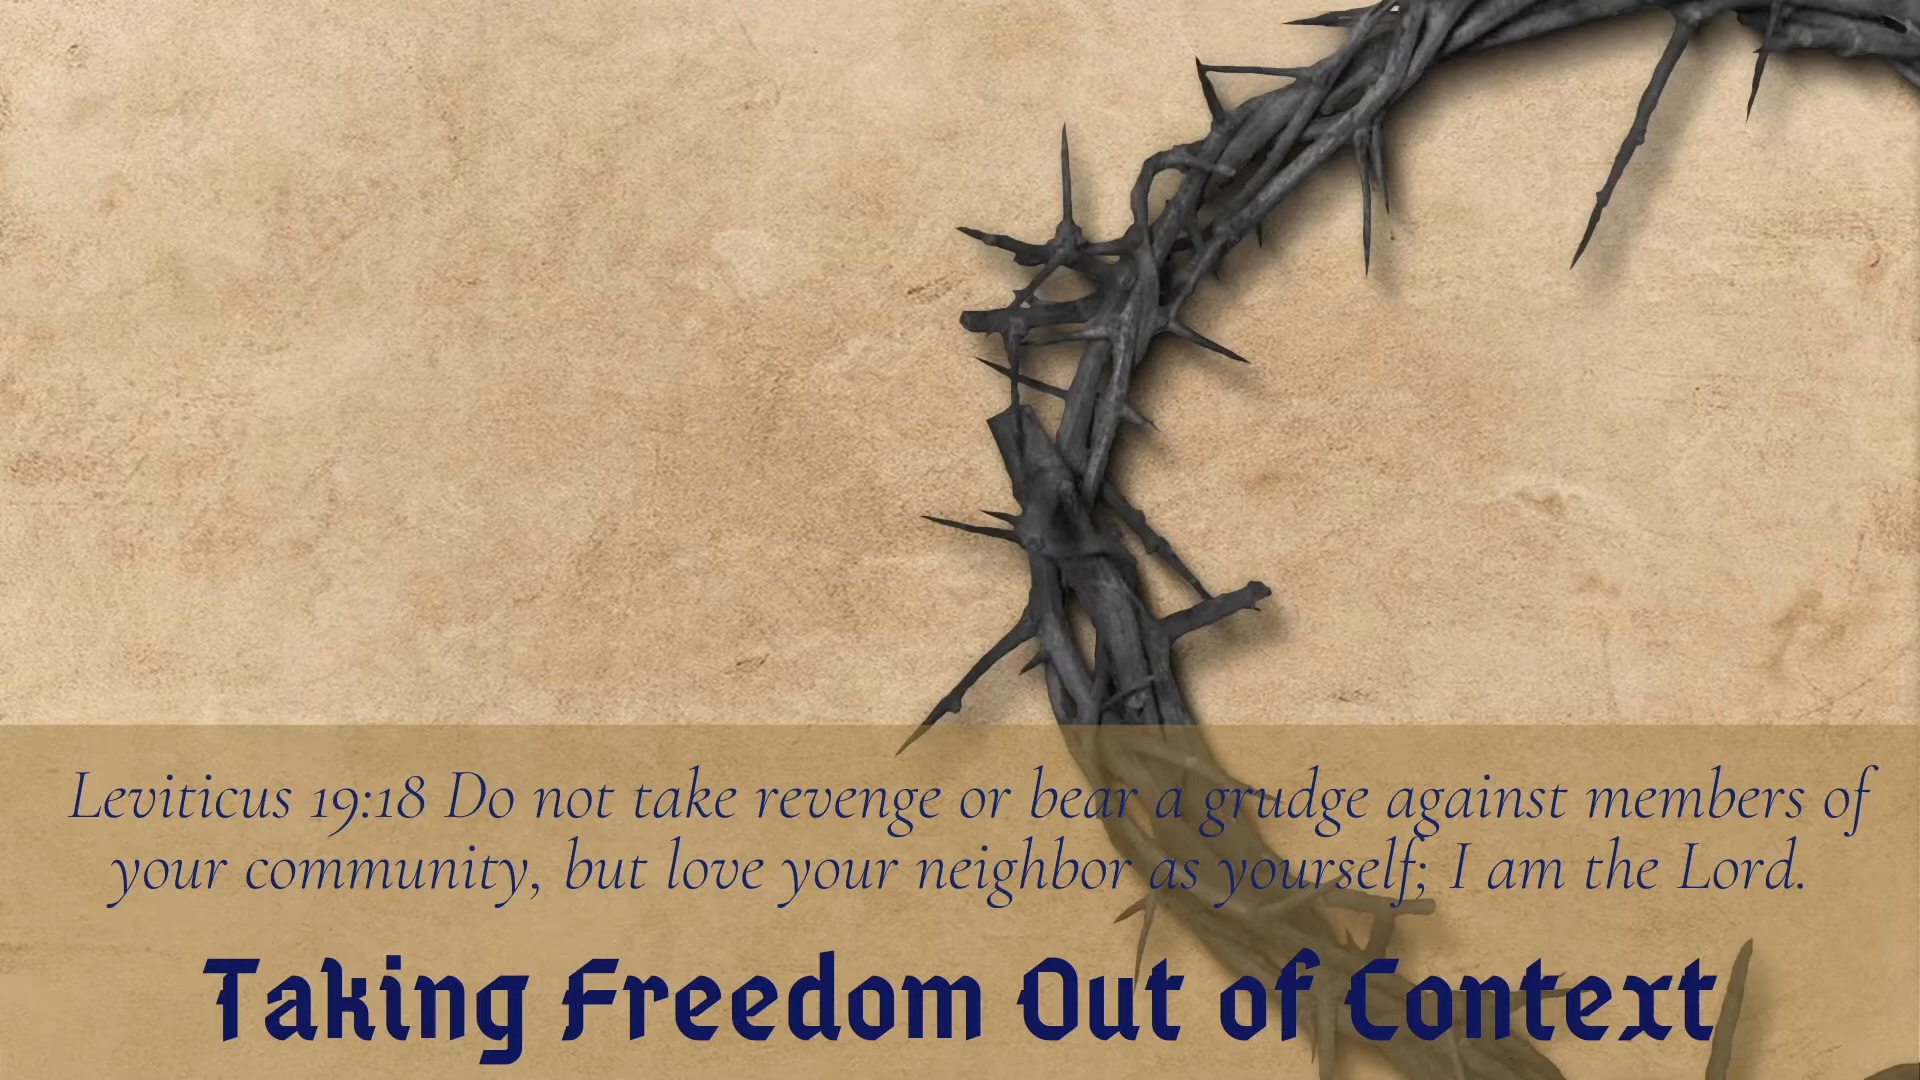 Leviticus 19:18 Do not take revenge or bear a grudge against members of
your community, but love your neighbor as yourself; I am the Lord.
Taking Freedom Out of Context